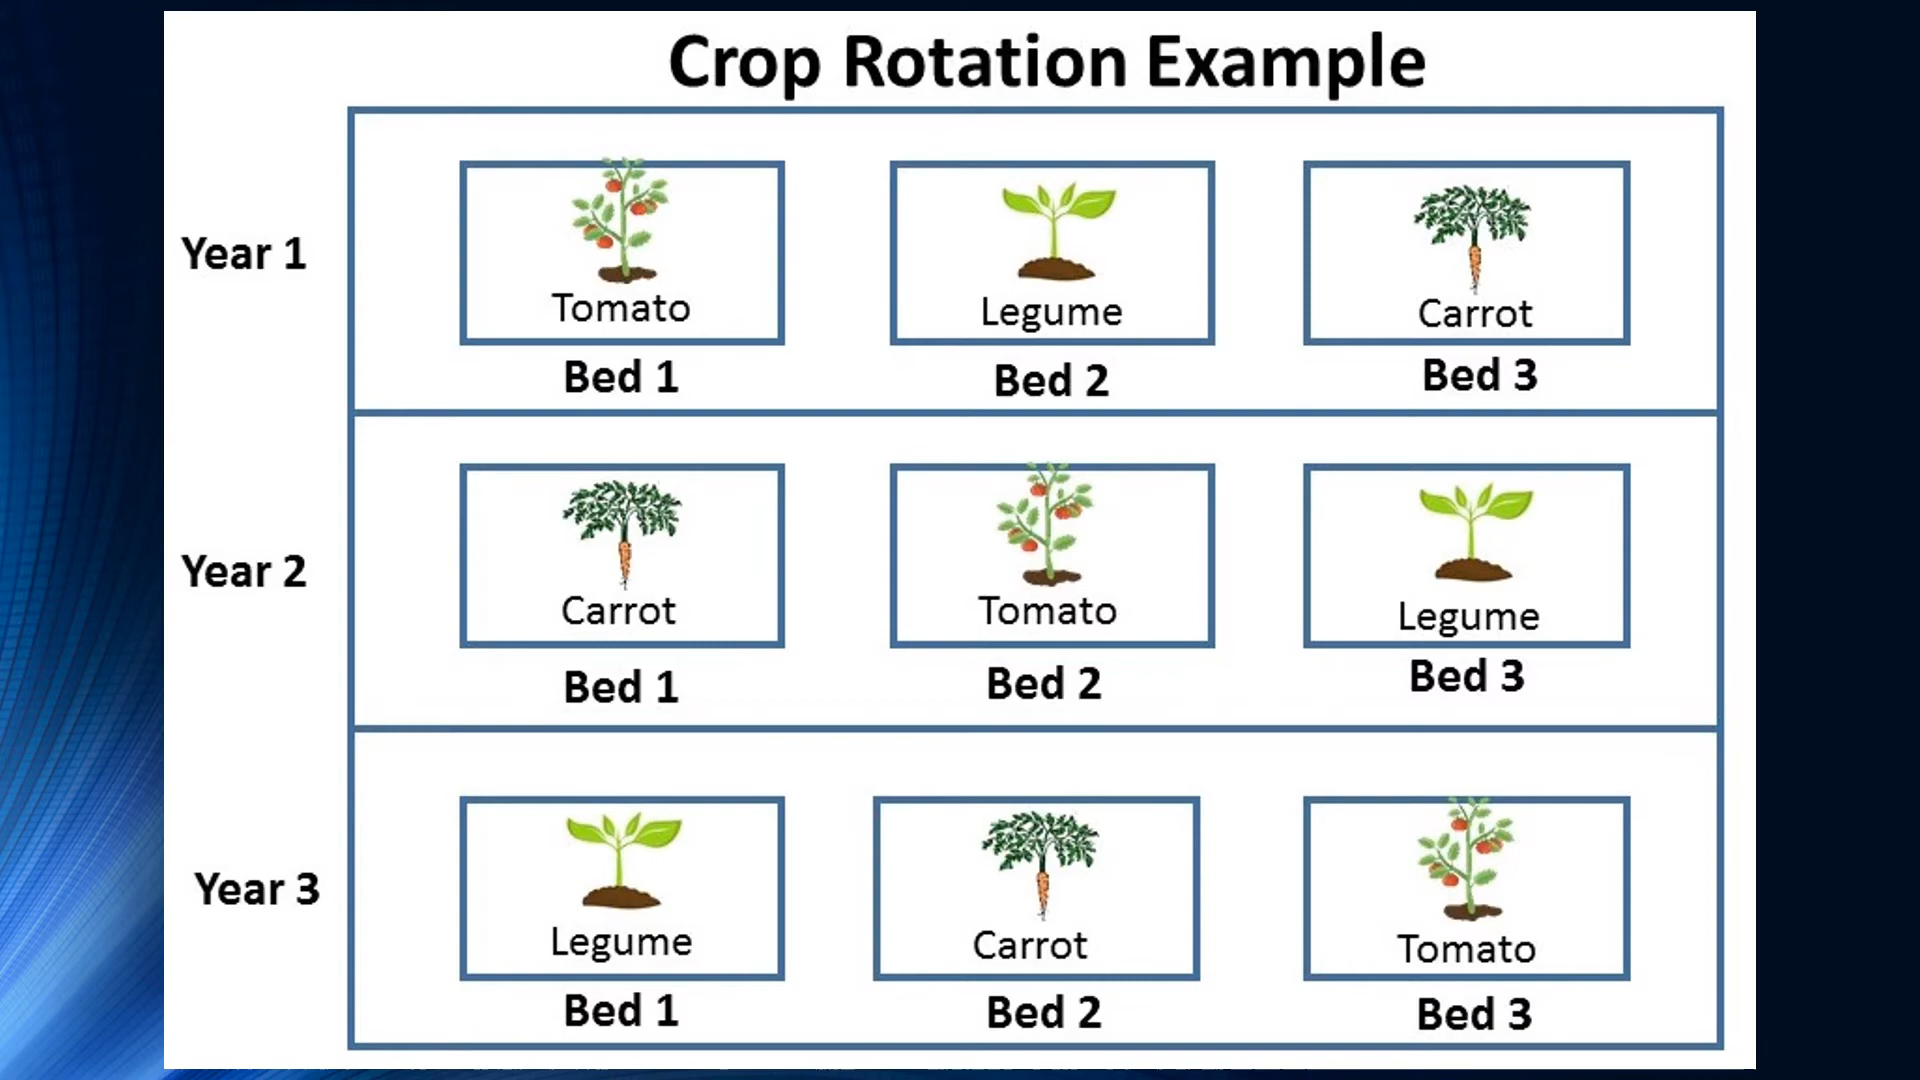 Crop Rotation Example
Year 1
Tomato
Legume
Carrot
Bed 1
Bed 2
Bed 3
Year 2
Carrot
Tomato
Legume
Bed 1
Bed 2
Bed 3
Year 3
Legume
Carrot
Tomato
Bed 1
Bed 2
Bed 3